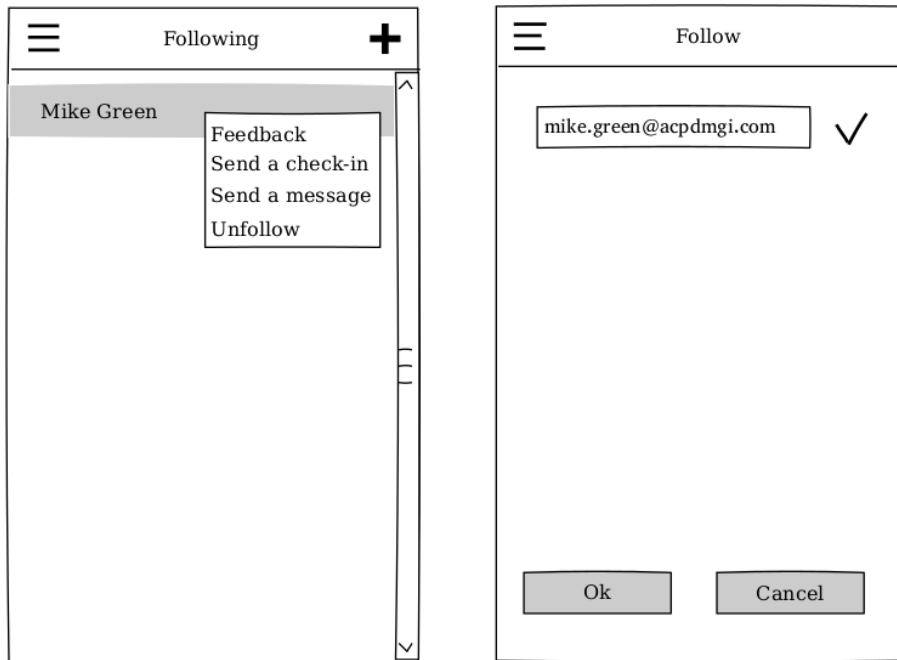 Following
Mike Green
Feedback
Send a check-in
Send a message
Unfollow
Follow
mike.green@acpdmgi.com
Ok
Cancel